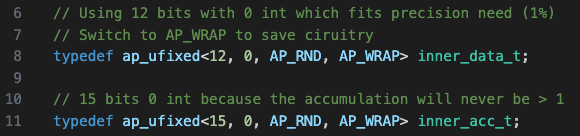 6 // Using 12 bits with 0 int which fits precision need (1%)
7 // Switch to AP_WRAP to save ciruitry
8 typedef ap_ufixed<12, 0, AP_RND, AP_WRAP> inner_data_t;
9
10 // 15 bits 0 int because the accumulation will never be > 1
11 typedef ap_ufixed<15, 0, AP_RND, AP_WRAP> inner_acc_t;